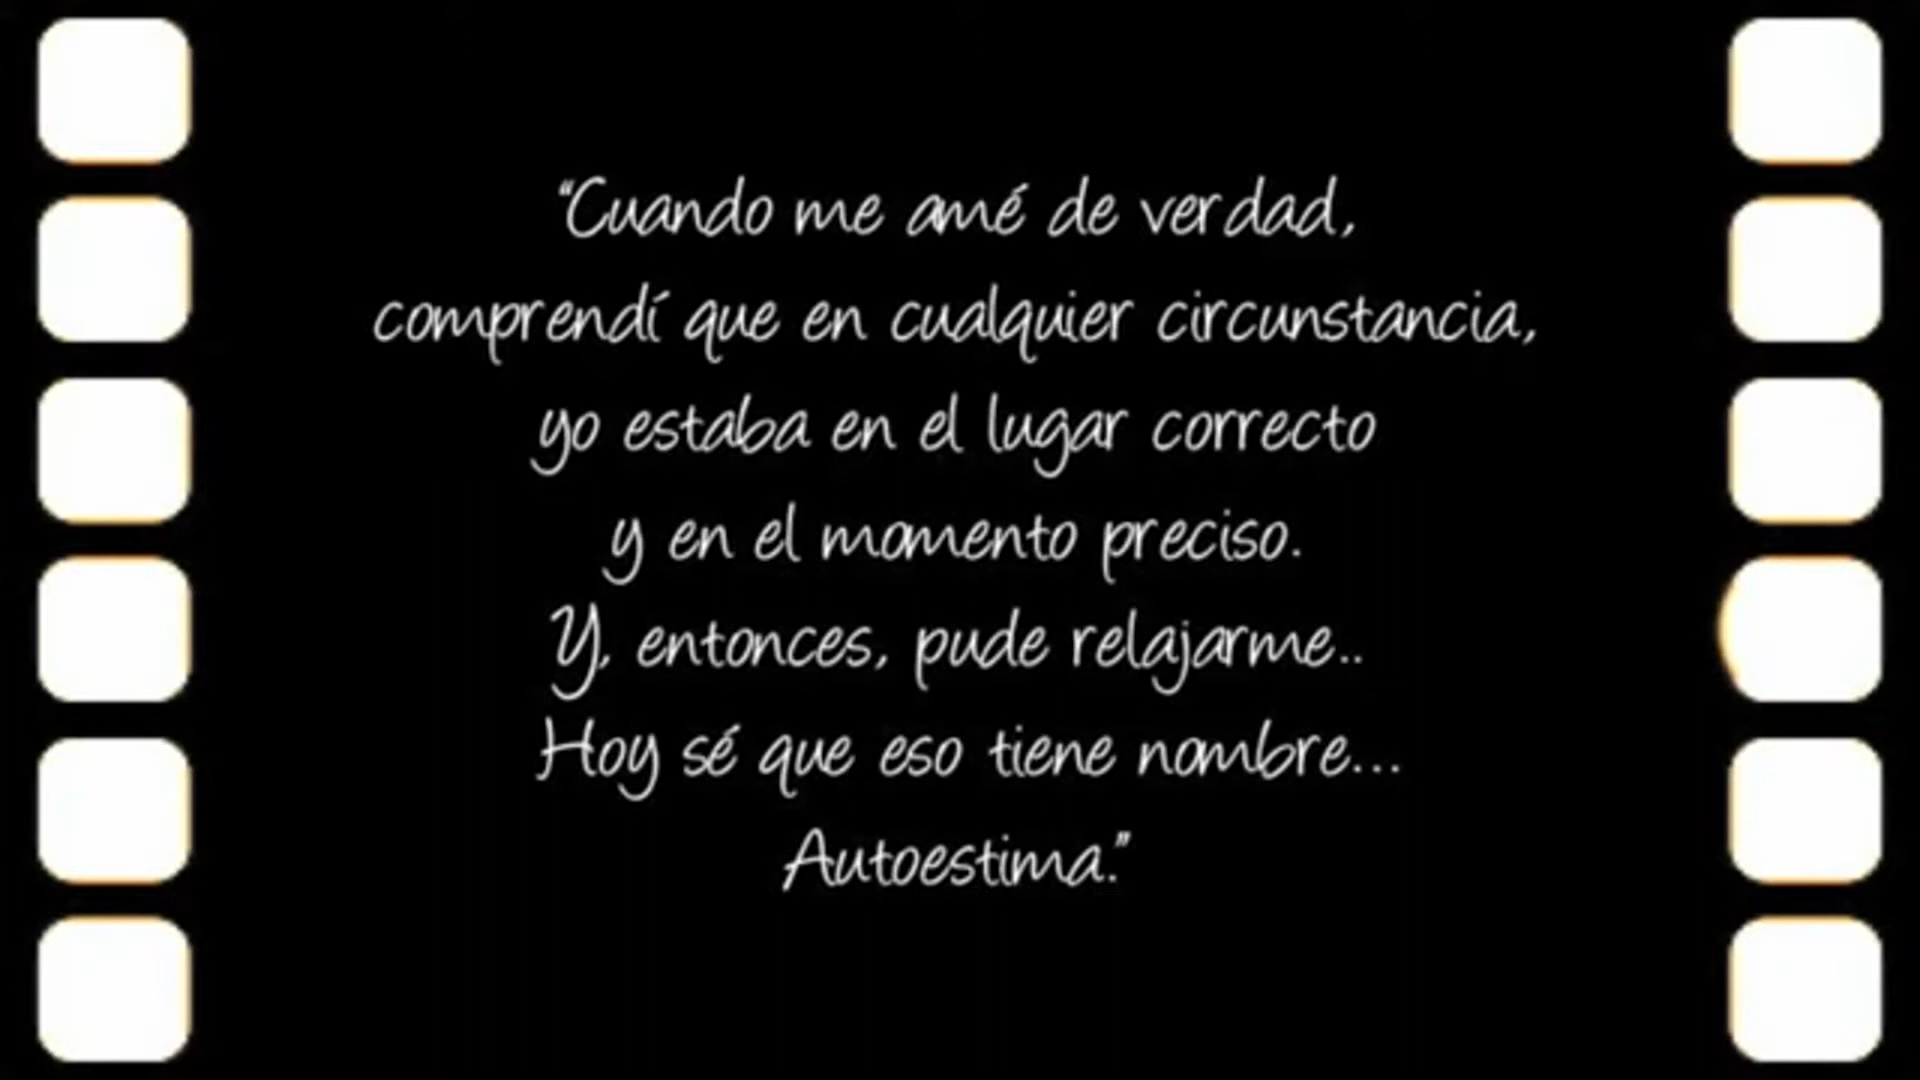 “Cuando me amé de verdad,
comprendí que en cualquier circunstancia,
yo estaba en el lugar correcto
y en el momento preciso.
Y, entonces, pude relajarme..
Hoy sé que eso tiene nombre...
Autoestima.”